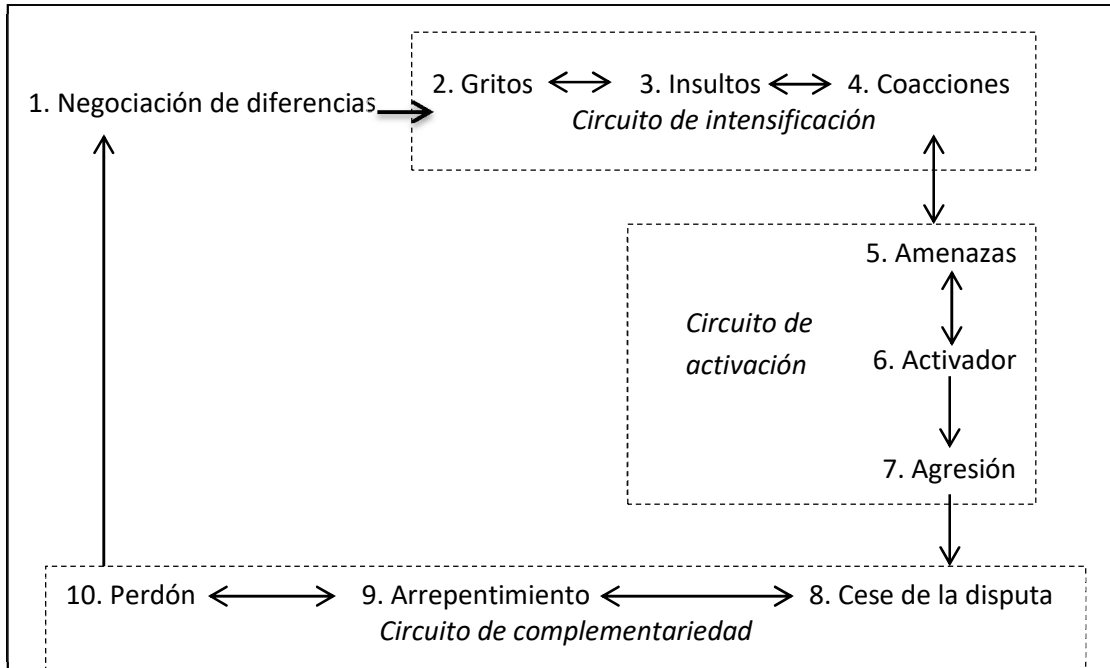 2. Gritos 3. Insultos 4. Coacciones
1. Negociación de diferencias
Circuito de intensificación
5. Amenazas
Circuito de
activación
6. Activador
7. Agresión
10. Perdón 9. Arrepentimiento 8. Cese de la disputa
Circuito de complementariedad